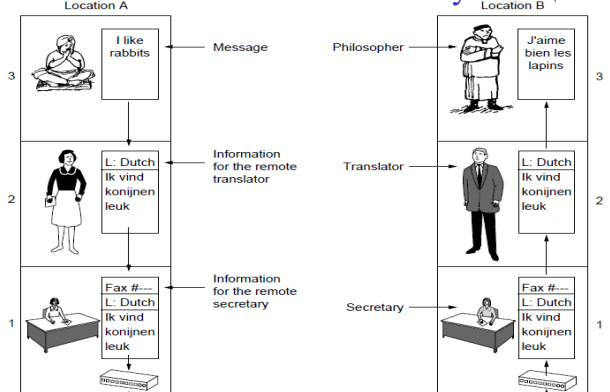 Location A
3
I like
rabbits
Message
2
L: Dutch
Ik vind
konijnen
leuk
Information
for the remote
translator
1
Fax #---
L: Dutch
Ik vind
konijnen
leuk
Information
for the remote
secretary
Location B
Philosopher
J'aime
bien les
lapins
3
Translator
L: Dutch
Ik vind
konijnen
leuk
2
Secretary
Fax #---
L: Dutch
Ik vind
konijnen
leuk
1